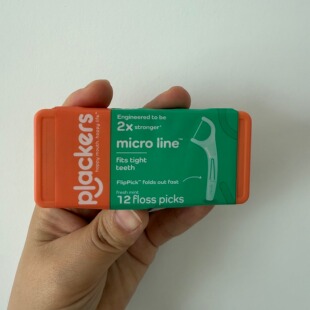 plackers
Engineered to be
2x stronger*
micro line™
fits tight
teeth
FlipPick™ folds out fast
fresh mint
12 floss picks